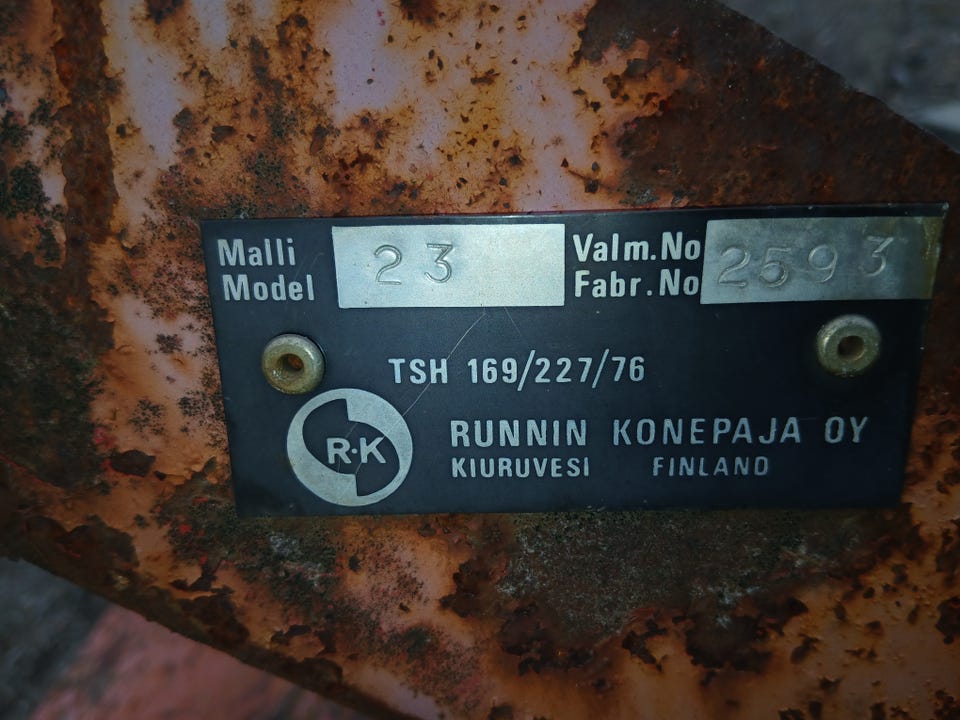 Malli 23 Valm.No 2593
Model Fabr.No
TSH 169/227/76
R·K
RUNNIN KONEPAJA OY
KIURUVESI FINLAND